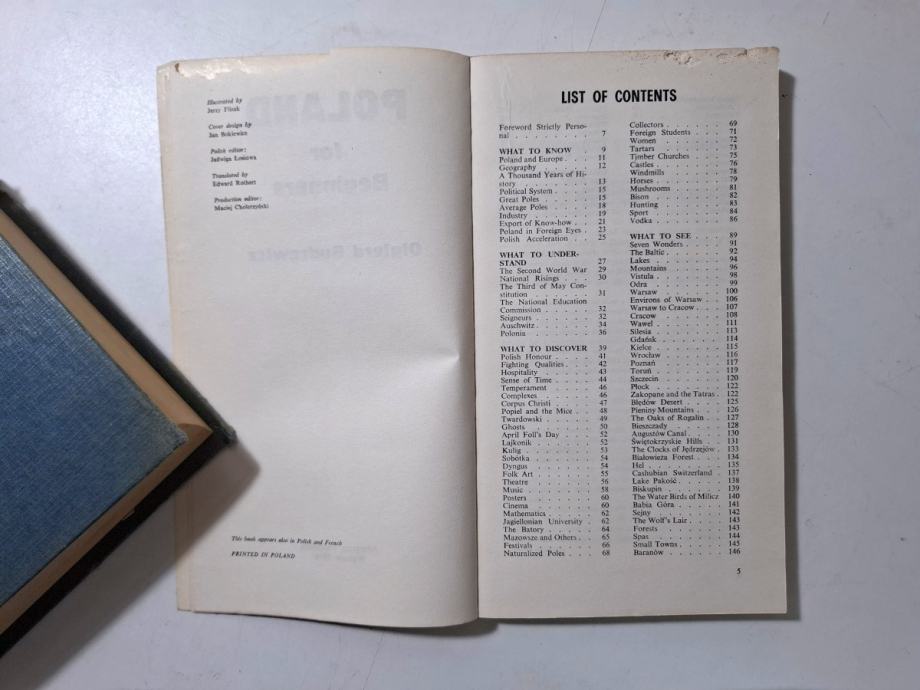 Illustrated by
Jerzy Flisak
Cover design by
Jan Bokiewicz
Polish editor:
Jadwiga Łosiowa
Translated by
Edward Rothert
Production editor:
Maciej Cholerzyński
This book appears also in Polish and French
PRINTED IN POLAND
LIST OF CONTENTS
Foreword Strictly Perso-
nal . . . . . . . . 7
WHAT TO KNOW . 9
Poland and Europe . . . 11
Geography . . . . . 12
A Thousand Years of Hi-
story . . . . . . . 13
Political System . . . . 15
Great Poles . . . . . 15
Average Poles . . . . 18
Industry . . . . . . 19
Export of Know-how . . 21
Poland in Foreign Eyes . 23
Polish Acceleration . . . 25
WHAT TO UNDER-
STAND 27
The Second World War 29
National Risings . . . 30
The Third of May Con-
stitution . . . . . . 31
The National Education
Commission . . . . . 32
Seigneurs . . . . . . 32
Auschwitz . . . . . . 34
Polonia . . . . . . . 36
WHAT TO DISCOVER 39
Polish Honour . . . . 41
Fighting Qualities . . . 42
Hospitality . . . . . 43
Sense of Time . . . . 44
Temperament . . . . 46
Complexes . . . . . 46
Corpus Christi . . . . 47
Popiel and the Mice . . 48
Twardowski . . . . . 49
Ghosts . . . . . . 50
April Foll's Day . . . 52
Lajkonik . . . . . . 52
Kulig . . . . . . . 53
Sobótka . . . . . . 54
Dyngus . . . . . . 54
Folk Art . . . . . . 55
Theatre . . . . . . 56
Music . . . . . . . 58
Posters . . . . . . 60
Cinema . . . . . . 60
Mathematics . . . . . 62
Jagiellonian University . 62
The Batory . . . . . 64
Mazowsze and Others . . 65
Festivals . . . . . . 66
Naturalized Poles . . . 68
Collectors . . . . . . 69
Foreign Students . . . 71
Women . . . . . . 72
Tartars . . . . . . 73
Timber Churches . . . 75
Castles . . . . . . . 76
Windmills . . . . . 78
Horses . . . . . . . 79
Mushrooms . . . . . 81
Bison . . . . . . . 82
Hunting . . . . . . 83
Sport . . . . . . . 84
Vodka . . . . . . . 86
WHAT TO SEE . . 89
Seven Wonders . . . . 91
The Baltic . . . . . . 92
Lakes . . . . . . . 94
Mountains . . . . . 96
Vistula . . . . . . . 98
Odra . . . . . . . 99
Warsaw . . . . . . 100
Environs of Warsaw . . 106
Warsaw to Cracow . . . 107
Cracow . . . . . . 108
Wawel . . . . . . . 111
Silesia . . . . . . . 113
Gdańsk . . . . . . 114
Kielce . . . . . . . 115
Wrocław . . . . . . 116
Poznań . . . . . . 117
Toruń . . . . . . . 119
Szczecin . . . . . . 120
Płock . . . . . . . 122
Zakopane and the Tatras . 122
Błędów Desert . . . . 125
Pieniny Mountains . . . 126
The Oaks of Rogalin . . 127
Bieszczady . . . . . 128
Augustów Canal . . . . 130
Świętokrzyskie Hills . . 131
The Clocks of Jędrzejów . 133
Białowieża Forest . . . 134
Hel . . . . . . . . 135
Cashubian Switzerland . 137
Lake Pakość . . . . . 138
Biskupin . . . . . . 139
The Water Birds of Milicz 140
Babia Góra . . . . . 141
Sejny . . . . . . . 142
The Wolf's Lair . . . . 143
Forests . . . . . . . 143
Spas . . . . . . . 144
Small Towns . . . . . 145
Baranów . . . . . . 146
5